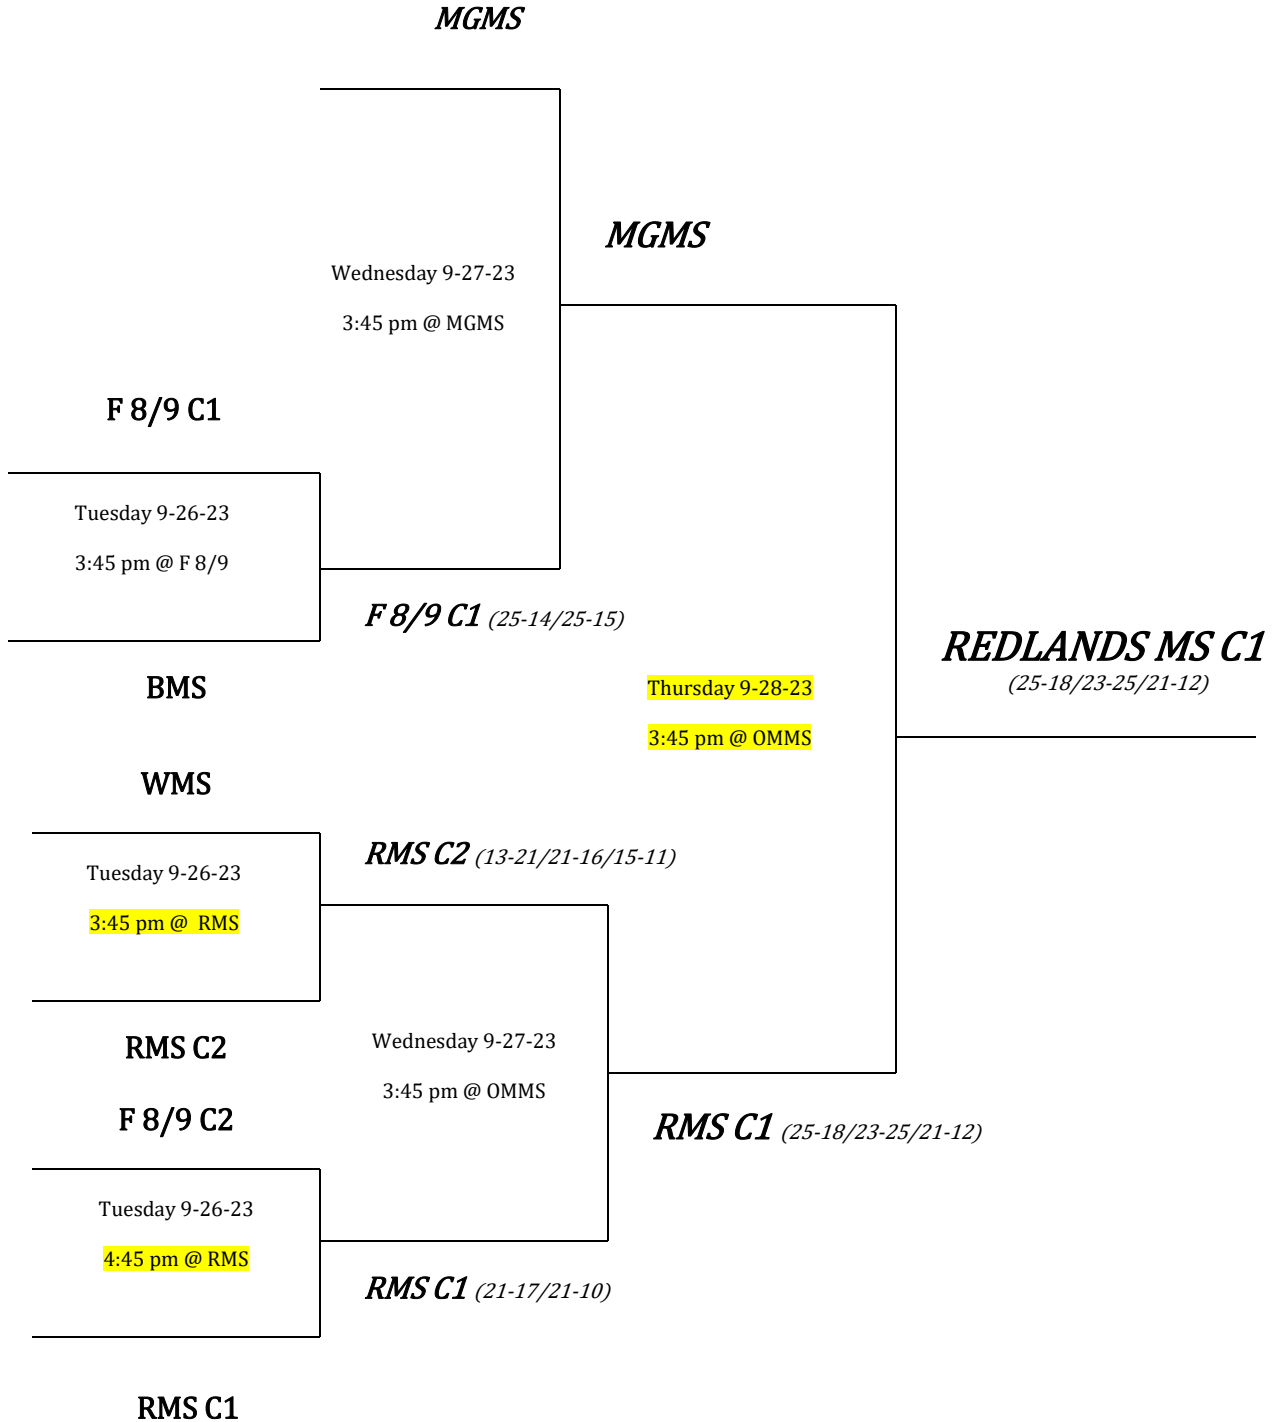 MGMS
MGMS
Wednesday 9-27-23
3:45 pm @ MGMS
F 8/9 C1
Tuesday 9-26-23
3:45 pm @ F 8/9
F 8/9 C1 (25-14/25-15)
BMS
REDLANDS MS C1
(25-18/23-25/21-12)
Thursday 9-28-23
3:45 pm @ OMMS
WMS
RMS C2 (13-21/21-16/15-11)
Tuesday 9-26-23
3:45 pm @  RMS
RMS C2
Wednesday 9-27-23
3:45 pm @ OMMS
F 8/9 C2
RMS C1 (25-18/23-25/21-12)
Tuesday 9-26-23
4:45 pm @ RMS
RMS C1 (21-17/21-10)
RMS C1